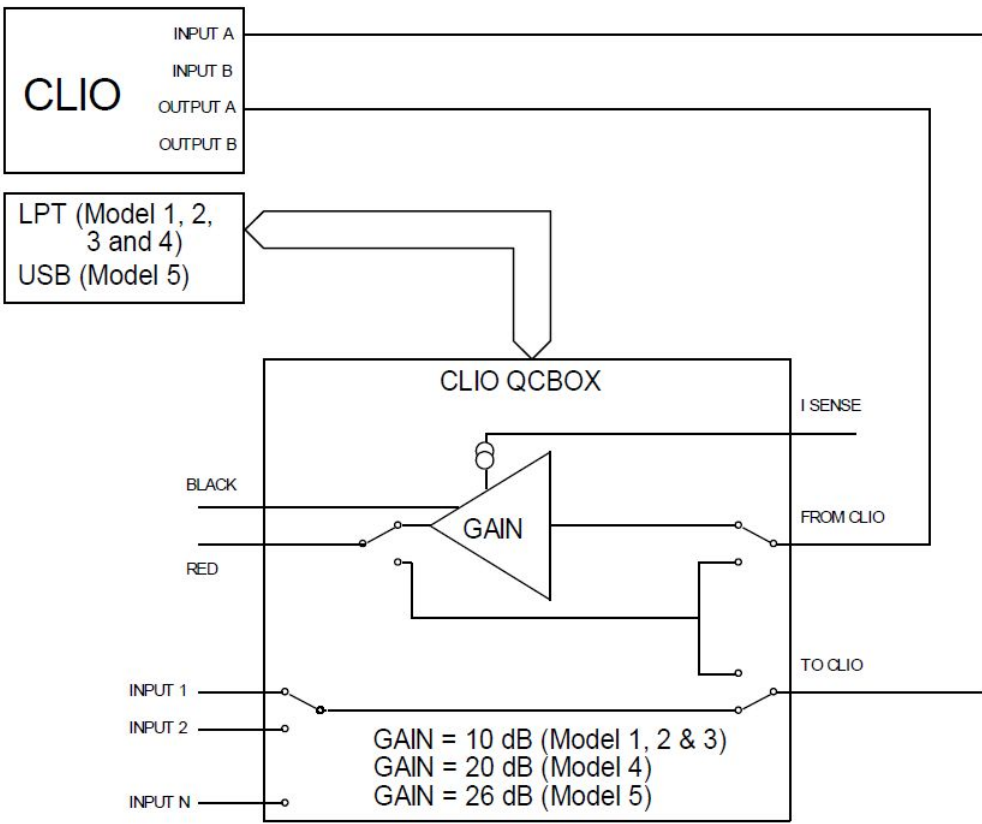 INPUT A
INPUT B
CLIO
OUTPUT A
OUTPUT B
LPT (Model 1, 2,
3 and 4)
USB (Model 5)
CLIO QCBOX
I SENSE
BLACK
FROM CLIO
GAIN
RED
TO CLIO
INPUT 1
INPUT 2
GAIN = 10 dB (Model 1, 2 & 3)
GAIN = 20 dB (Model 4)
GAIN = 26 dB (Model 5)
INPUT N